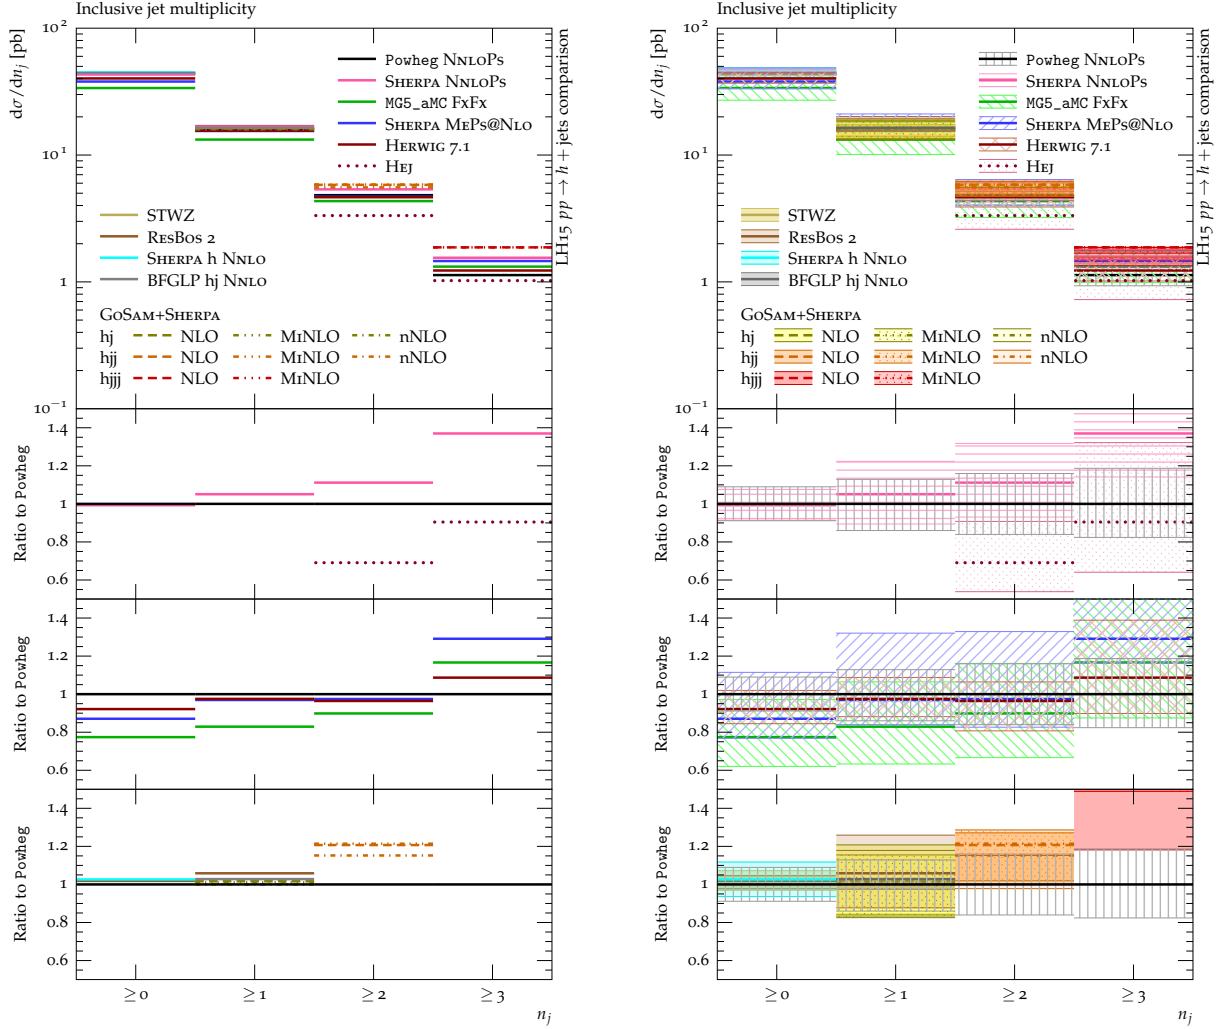 Inclusive jet multiplicity
dσ/dn_j [pb]
10²
10¹
1
10⁻¹
Powheg NNLOPS
SHERPA NNLOPS
MG5_aMC FxFx
SHERPA MEPS@NLO
HERWIG 7.1
HEJ
STWZ
RESBOS 2
SHERPA h NNLO
BFGLP hj NNLO
GOSAM+SHERPA
hj NLO MINLO nNLO
hjj NLO MINLO nNLO
hjjj NLO MINLO
LH15 pp → h + jets comparison
Ratio to Powheg
1.4
1.2
1
0.8
0.6
Ratio to Powheg
1.4
1.2
1
0.8
0.6
Ratio to Powheg
1.4
1.2
1
0.8
0.6
≥ 0 ≥ 1 ≥ 2 ≥ 3
n_j
Inclusive jet multiplicity
dσ/dn_j [pb]
10²
10¹
1
10⁻¹
Powheg NNLOPS
SHERPA NNLOPS
MG5_aMC FxFx
SHERPA MEPS@NLO
HERWIG 7.1
HEJ
STWZ
RESBOS 2
SHERPA h NNLO
BFGLP hj NNLO
GOSAM+SHERPA
hj NLO MINLO nNLO
hjj NLO MINLO nNLO
hjjj NLO MINLO
LH15 pp → h + jets comparison
Ratio to Powheg
1.4
1.2
1
0.8
0.6
Ratio to Powheg
1.4
1.2
1
0.8
0.6
Ratio to Powheg
1.4
1.2
1
0.8
0.6
≥ 0 ≥ 1 ≥ 2 ≥ 3
n_j